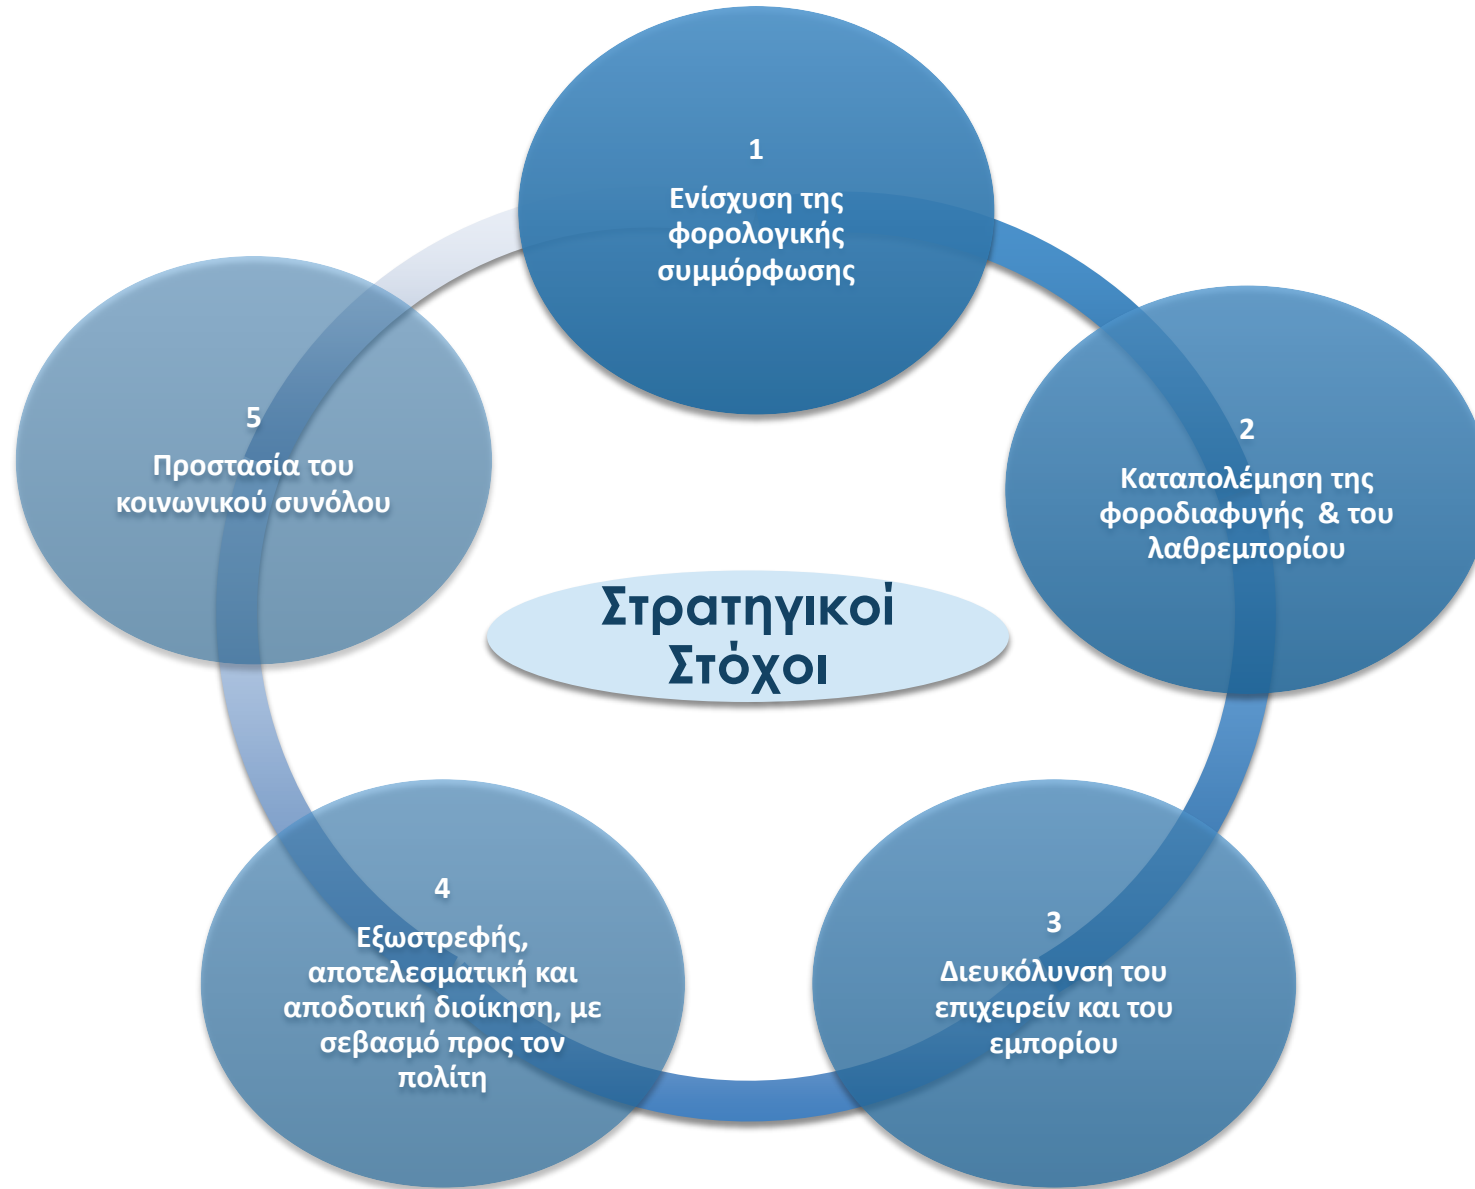 1
Ενίσχυση της
φορολογικής
συμμόρφωσης
2
Καταπολέμηση της
φοροδιαφυγής & του
λαθρεμπορίου
3
Διευκόλυνση του
επιχειρείν και του
εμπορίου
4
Εξωστρεφής,
αποτελεσματική και
αποδοτική διοίκηση, με
σεβασμό προς τον
πολίτη
5
Προστασία του
κοινωνικού συνόλου
Στρατηγικοί
Στόχοι